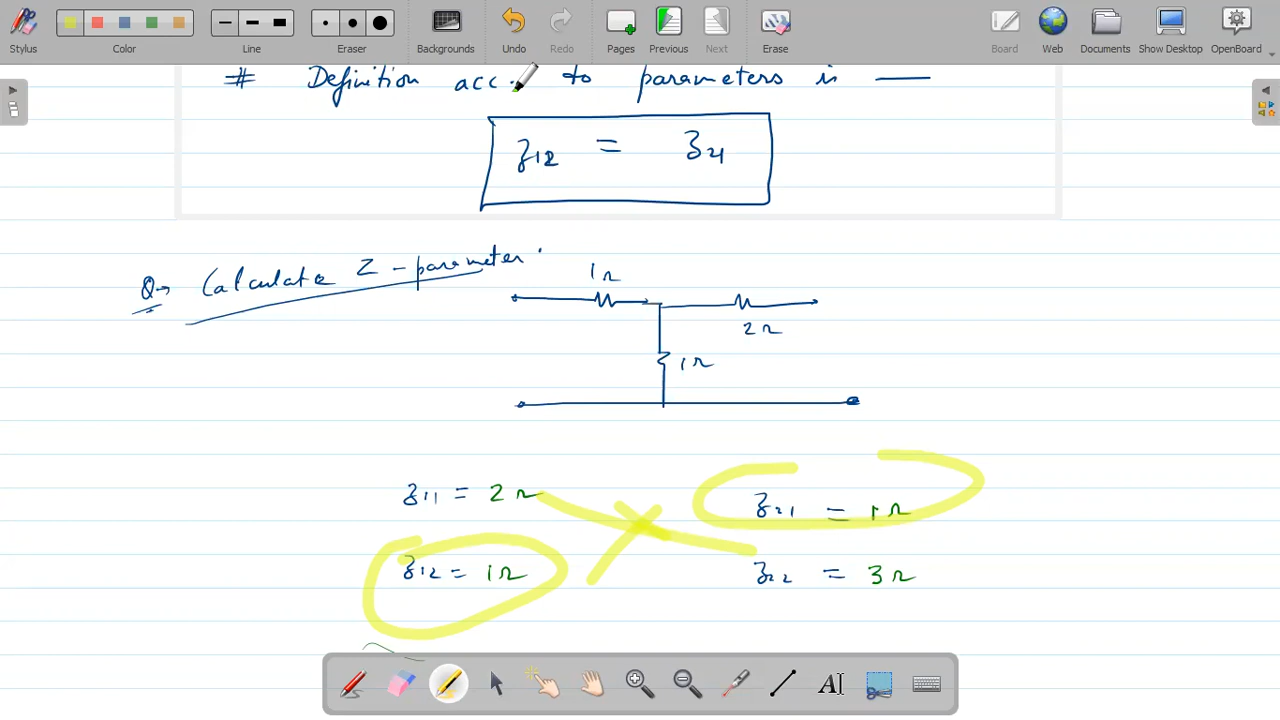 Stylus Color Line Eraser Backgrounds Undo Redo Pages Previous Next Erase Board Web Documents Show Desktop OpenBoard
# Definition acc. to parameters is —
z12 = z21
Q→ Calculate Z-parameter.
1Ω
2Ω
1Ω
z11 = 2Ω z21 = 1Ω
z12 = 1Ω z22 = 3Ω
AI